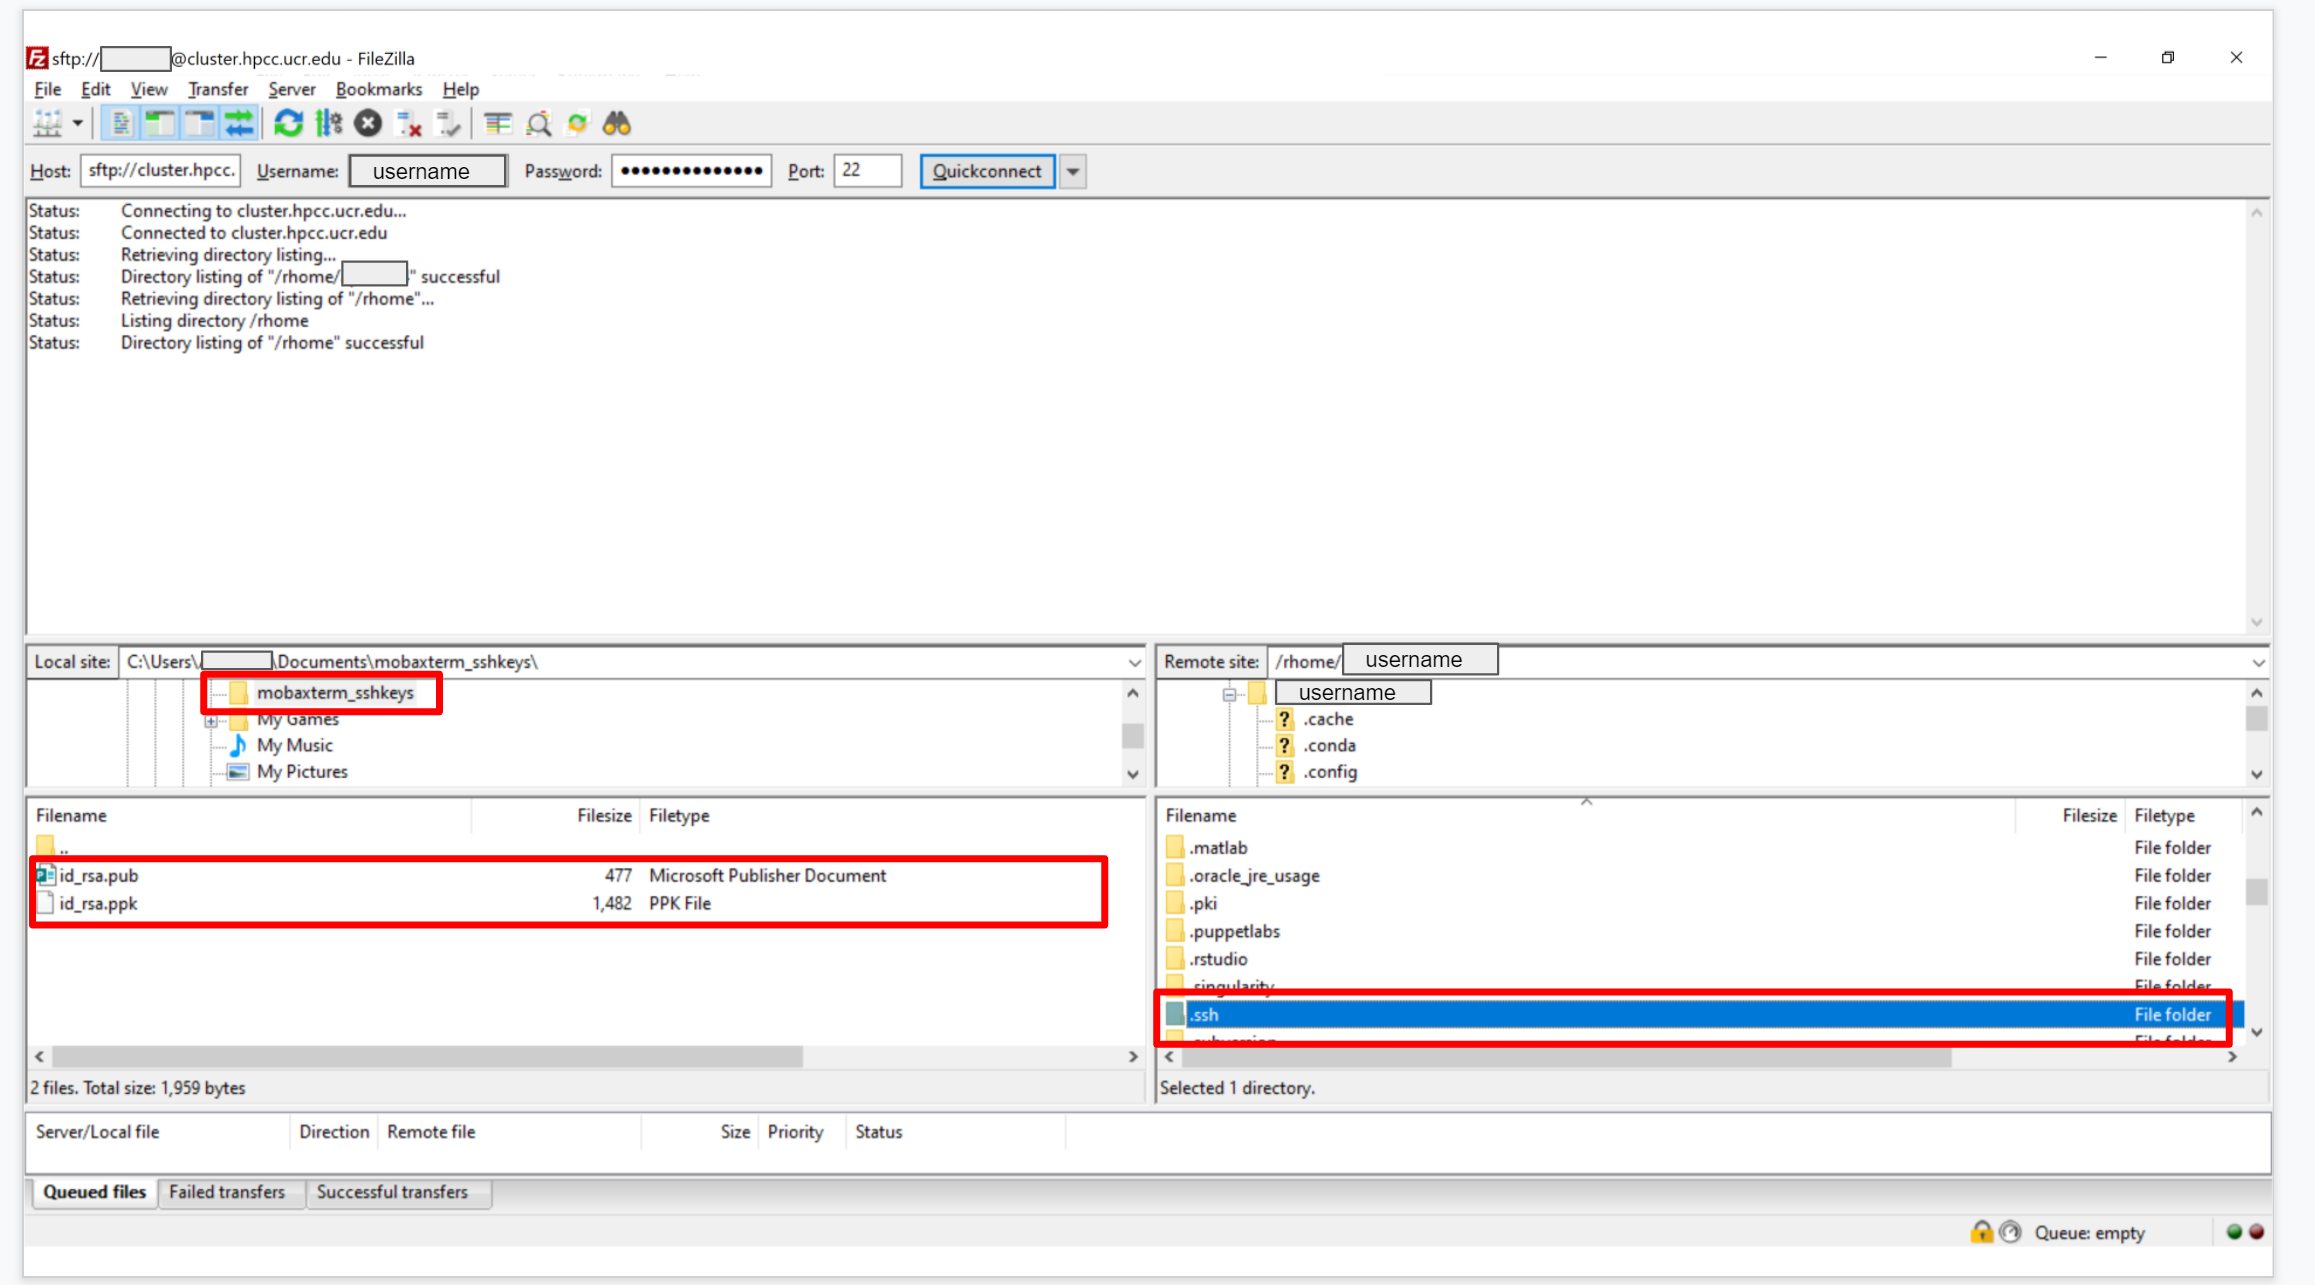 sftp:// @cluster.hpcc.ucr.edu - FileZilla
File Edit View Transfer Server Bookmarks Help
Host: sftp://cluster.hpcc. Username: username Password: •••••••••••••• Port: 22 Quickconnect
Status: Connecting to cluster.hpcc.ucr.edu...
Status: Connected to cluster.hpcc.ucr.edu
Status: Retrieving directory listing...
Status: Directory listing of "/rhome/ " successful
Status: Retrieving directory listing of "/rhome"...
Status: Listing directory /rhome
Status: Directory listing of "/rhome" successful
Local site: C:\Users\ \Documents\mobaxterm_sshkeys\
mobaxterm_sshkeys
My Games
My Music
My Pictures
Remote site: /rhome/ username
username
.cache
.conda
.config
Filename Filesize Filetype
..
id_rsa.pub 477 Microsoft Publisher Document
id_rsa.ppk 1,482 PPK File
2 files. Total size: 1,959 bytes
Filename Filesize Filetype
.matlab File folder
.oracle_jre_usage File folder
.pki File folder
.puppetlabs File folder
.rstudio File folder
.singularity File folder
.ssh File folder
.subversion File folder
Selected 1 directory.
Server/Local file Direction Remote file Size Priority Status
Queued files Failed transfers Successful transfers
Queue: empty